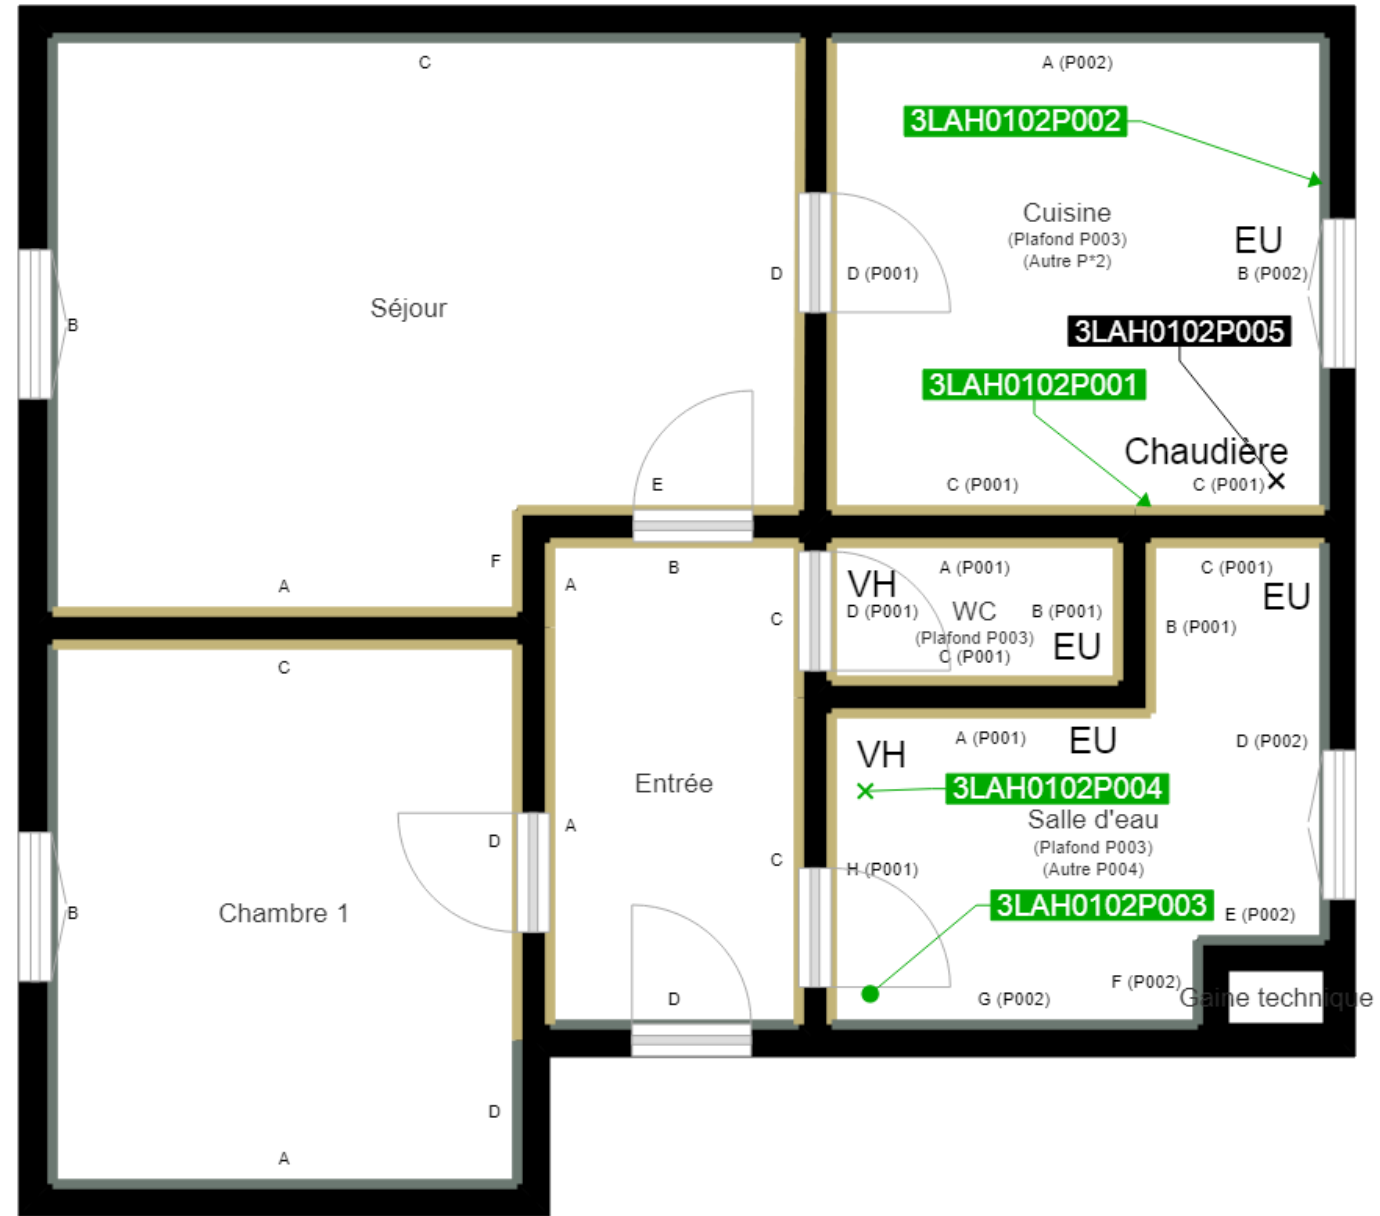 C
A (P002)
3LAH0102P002
Cuisine
(Plafond P003)
(Autre P*2)
EU
D
D (P001)
B (P002)
Séjour
B
3LAH0102P005
3LAH0102P001
Chaudière
E
C (P001)
C (P001)
F
A
A
B
C
VH
A (P001)
D (P001)
WC
B (P001)
(Plafond P003)
C (P001)
EU
C (P001)
EU
B (P001)
C
A (P001)
EU
VH
D (P002)
3LAH0102P004
Salle d'eau
(Plafond P003)
(Autre P004)
Entrée
A
D
C
H (P001)
3LAH0102P003
B
Chambre 1
E (P002)
F (P002)
D
G (P002)
Gaine technique
D
A